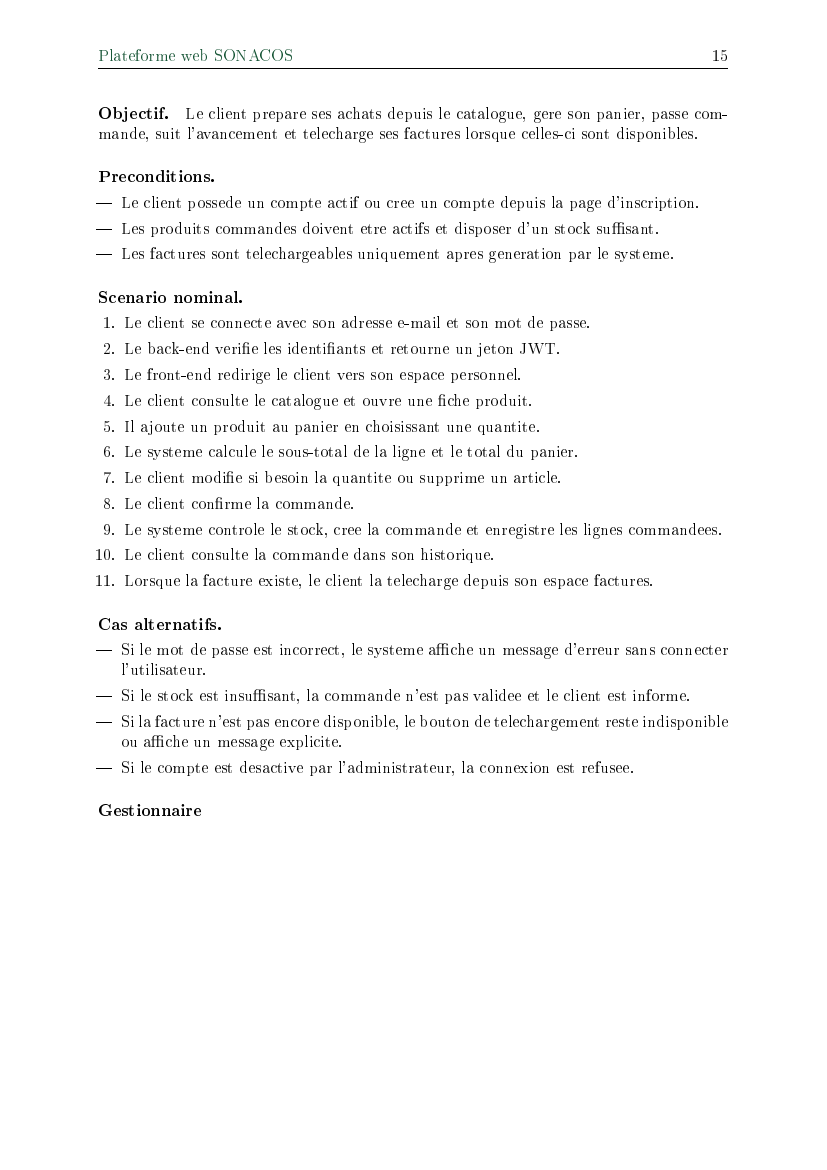 Plateforme web SONACOS 15
Objectif. Le client prepare ses achats depuis le catalogue, gere son panier, passe com-
mande, suit l'avancement et telecharge ses factures lorsque celles-ci sont disponibles.
Preconditions.
— Le client possede un compte actif ou cree un compte depuis la page d'inscription.
— Les produits commandes doivent etre actifs et disposer d'un stock suffisant.
— Les factures sont telechargeables uniquement apres generation par le systeme.
Scenario nominal.
1. Le client se connecte avec son adresse e-mail et son mot de passe.
2. Le back-end verifie les identifiants et retourne un jeton JWT.
3. Le front-end redirige le client vers son espace personnel.
4. Le client consulte le catalogue et ouvre une fiche produit.
5. Il ajoute un produit au panier en choisissant une quantite.
6. Le systeme calcule le sous-total de la ligne et le total du panier.
7. Le client modifie si besoin la quantite ou supprime un article.
8. Le client confirme la commande.
9. Le systeme controle le stock, cree la commande et enregistre les lignes commandees.
10. Le client consulte la commande dans son historique.
11. Lorsque la facture existe, le client la telecharge depuis son espace factures.
Cas alternatifs.
— Si le mot de passe est incorrect, le systeme affiche un message d'erreur sans connecter
l'utilisateur.
— Si le stock est insuffisant, la commande n'est pas validee et le client est informe.
— Si la facture n'est pas encore disponible, le bouton de telechargement reste indisponible
ou affiche un message explicite.
— Si le compte est desactive par l'administrateur, la connexion est refusee.
Gestionnaire